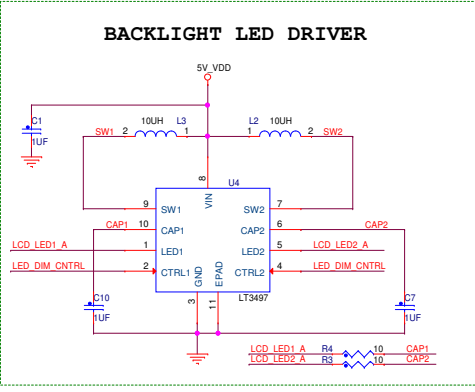 BACKLIGHT LED DRIVER
5V_VDD
C1
1UF
10UH L3 L2 10UH
SW1 2 1 1 2 SW2
8
U4
VIN
9 SW1 SW2 7
CAP1 10 CAP1 CAP2 6 CAP2
LCD_LED1_A 1 LED1 LED2 5 LCD_LED2_A
LED_DIM_CNTRL 2 CTRL1 CTRL2 4 LED_DIM_CNTRL
GND EPAD
LT3497
3 11
C10
1UF
C7
1UF
LCD_LED1_A R4 10 CAP1
LCD_LED2_A R3 10 CAP2